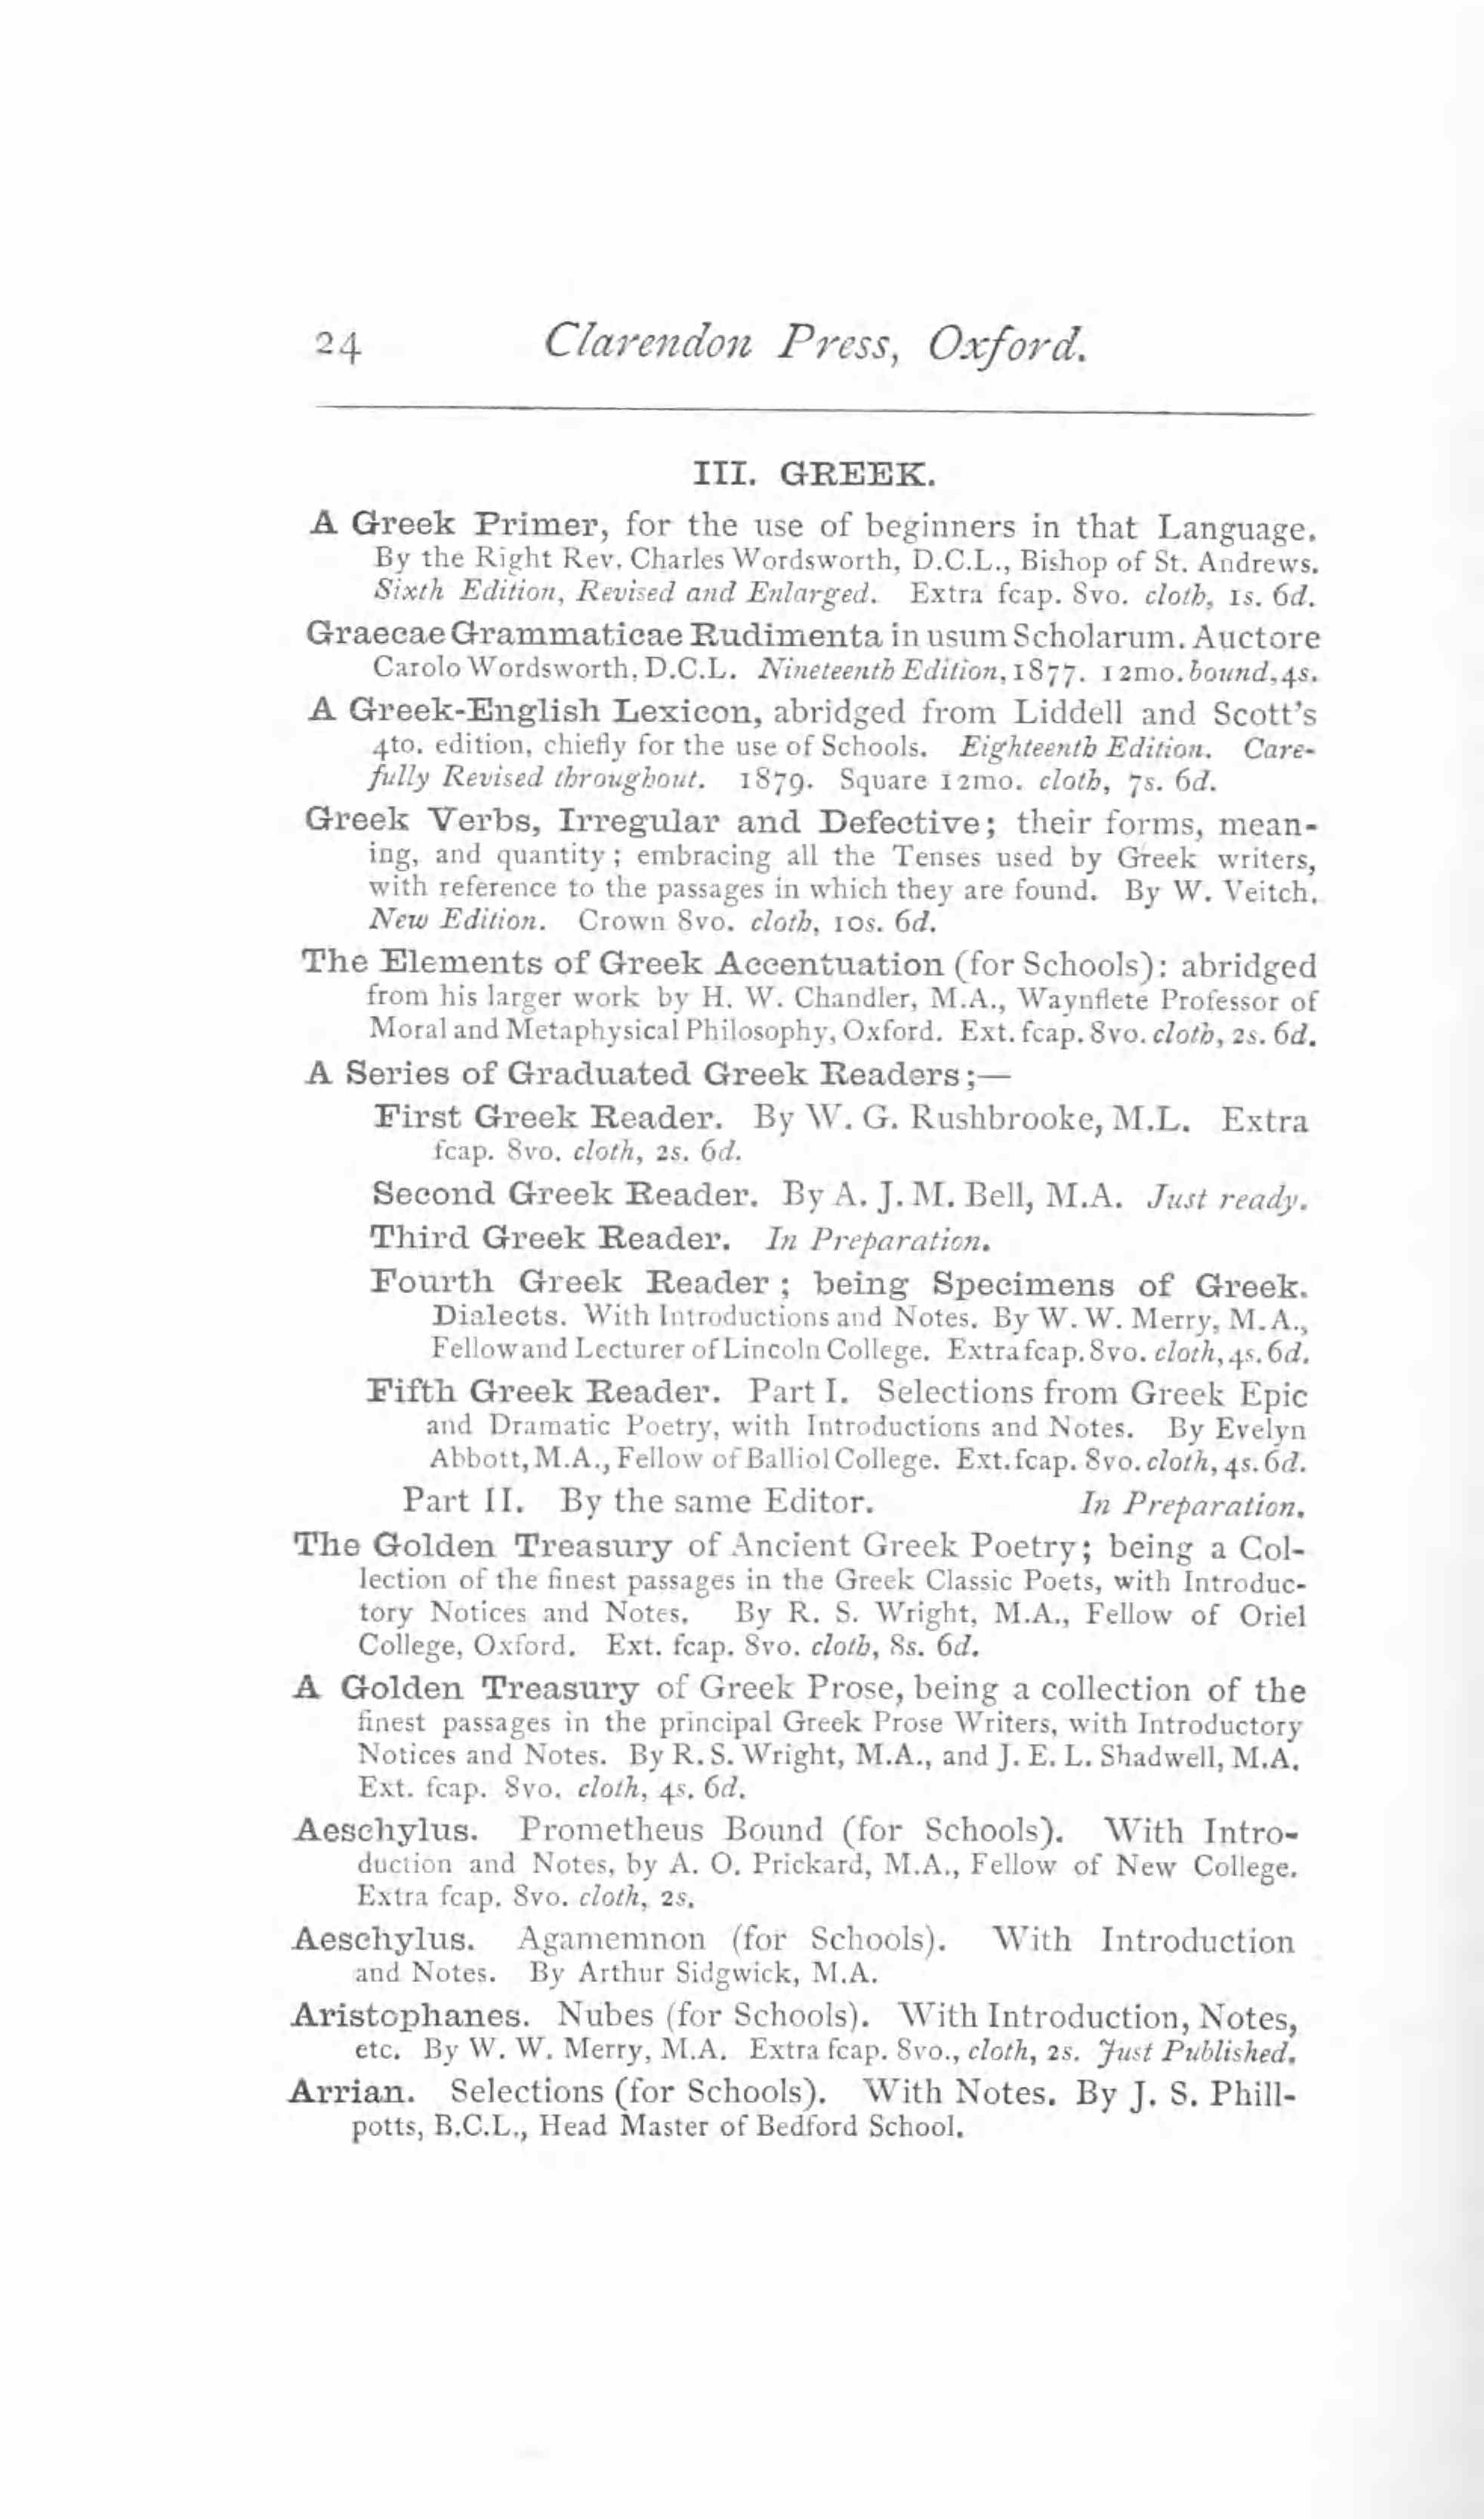 24 Clarendon Press, Oxford.
III. GREEK.
A Greek Primer, for the use of beginners in that Language.
By the Right Rev. Charles Wordsworth, D.C.L., Bishop of St. Andrews.
Sixth Edition, Revised and Enlarged. Extra fcap. 8vo. cloth, 1s. 6d.
Graecae Grammaticae Rudimenta in usum Scholarum. Auctore
Carolo Wordsworth, D.C.L. Nineteenth Edition, 1877. 12mo. bound, 4s.
A Greek-English Lexicon, abridged from Liddell and Scott's
4to. edition, chiefly for the use of Schools. Eighteenth Edition. Care-
fully Revised throughout. 1879. Square 12mo. cloth, 7s. 6d.
Greek Verbs, Irregular and Defective; their forms, mean-
ing, and quantity; embracing all the Tenses used by Greek writers,
with reference to the passages in which they are found. By W. Veitch.
New Edition. Crown 8vo. cloth, 10s. 6d.
The Elements of Greek Accentuation (for Schools): abridged
from his larger work by H. W. Chandler, M.A., Waynflete Professor of
Moral and Metaphysical Philosophy, Oxford. Ext. fcap. 8vo. cloth, 2s. 6d.
A Series of Graduated Greek Readers;—
First Greek Reader. By W. G. Rushbrooke, M.L. Extra
fcap. 8vo. cloth, 2s. 6d.
Second Greek Reader. By A. J. M. Bell, M.A. Just ready.
Third Greek Reader. In Preparation.
Fourth Greek Reader; being Specimens of Greek.
Dialects. With Introductions and Notes. By W. W. Merry, M.A.,
Fellow and Lecturer of Lincoln College. Extra fcap. 8vo. cloth, 4s. 6d.
Fifth Greek Reader. Part I. Selections from Greek Epic
and Dramatic Poetry, with Introductions and Notes. By Evelyn
Abbott, M.A., Fellow of Balliol College. Ext. fcap. 8vo. cloth, 4s. 6d.
Part II. By the same Editor. In Preparation.
The Golden Treasury of Ancient Greek Poetry; being a Col-
lection of the finest passages in the Greek Classic Poets, with Introduc-
tory Notices and Notes. By R. S. Wright, M.A., Fellow of Oriel
College, Oxford. Ext. fcap. 8vo. cloth, 8s. 6d.
A Golden Treasury of Greek Prose, being a collection of the
finest passages in the principal Greek Prose Writers, with Introductory
Notices and Notes. By R. S. Wright, M.A., and J. E. L. Shadwell, M.A.
Ext. fcap. 8vo. cloth, 4s. 6d.
Aeschylus. Prometheus Bound (for Schools). With Intro-
duction and Notes, by A. O. Prickard, M.A., Fellow of New College.
Extra fcap. 8vo. cloth, 2s.
Aeschylus. Agamemnon (for Schools). With Introduction
and Notes. By Arthur Sidgwick, M.A.
Aristophanes. Nubes (for Schools). With Introduction, Notes,
etc. By W. W. Merry, M.A. Extra fcap. 8vo., cloth, 2s. Just Published.
Arrian. Selections (for Schools). With Notes. By J. S. Phill-
potts, B.C.L., Head Master of Bedford School.